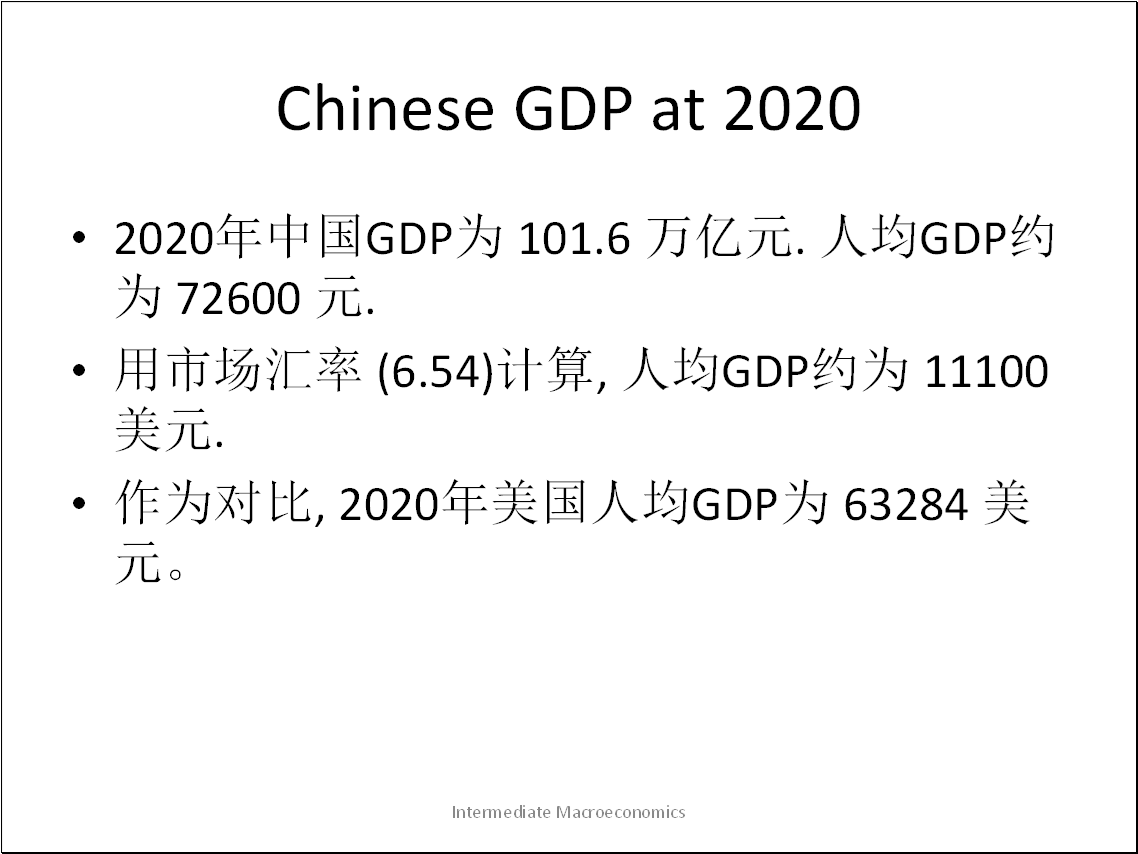 Chinese GDP at 2020
• 2020年中国GDP为 101.6 万亿元. 人均GDP约
为 72600 元.
• 用市场汇率 (6.54)计算, 人均GDP约为 11100
美元.
• 作为对比, 2020年美国人均GDP为 63284 美
元。
Intermediate Macroeconomics